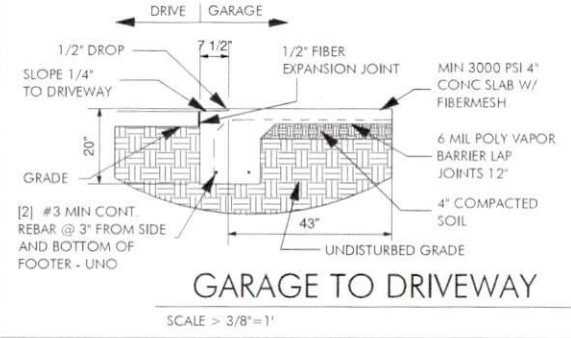 DRIVE GARAGE
1/2" DROP
7 1/2"
1/2" FIBER
EXPANSION JOINT
SLOPE 1/4"
TO DRIVEWAY
MIN 3000 PSI 4"
CONC SLAB W/
FIBERMESH
20"
6 MIL POLY VAPOR
BARRIER LAP
JOINTS 12"
GRADE
4" COMPACTED
SOIL
[2] #3 MIN CONT.
REBAR @ 3" FROM SIDE
AND BOTTOM OF
FOOTER - UNO
43"
UNDISTURBED GRADE
GARAGE TO DRIVEWAY
SCALE > 3/8"=1'